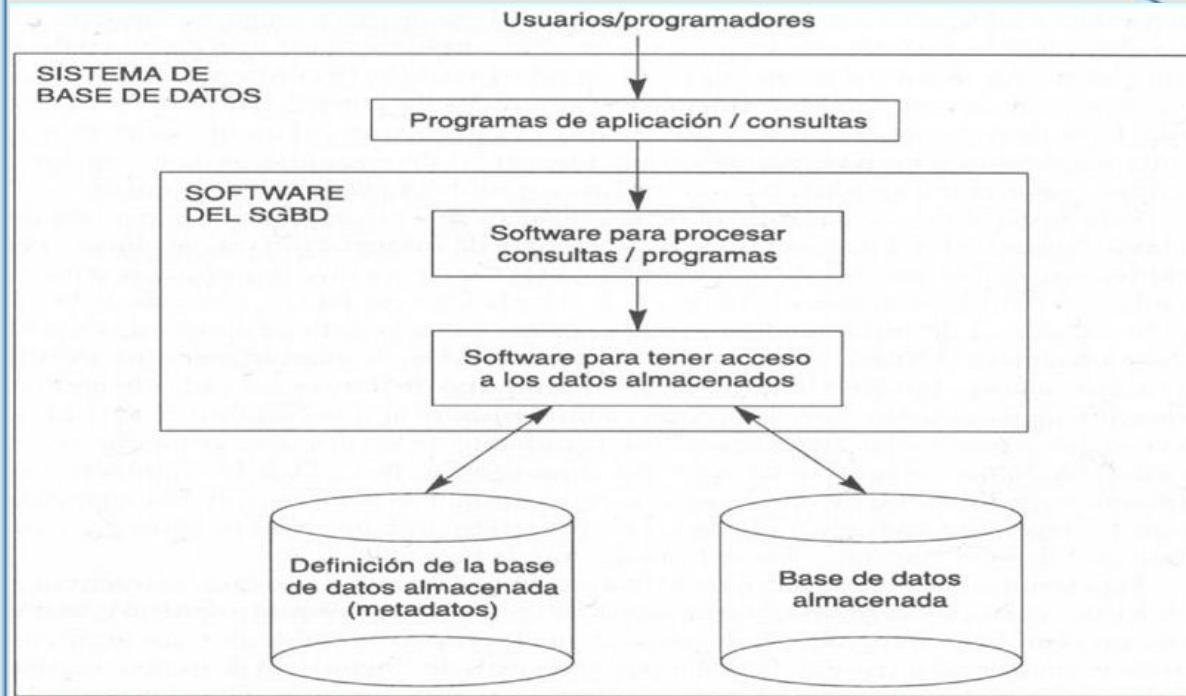 Usuarios/programadores
SISTEMA DE
BASE DE DATOS
Programas de aplicación / consultas
SOFTWARE
DEL SGBD
Software para procesar
consultas / programas
Software para tener acceso
a los datos almacenados
Definición de la base
de datos almacenada
(metadatos)
Base de datos
almacenada